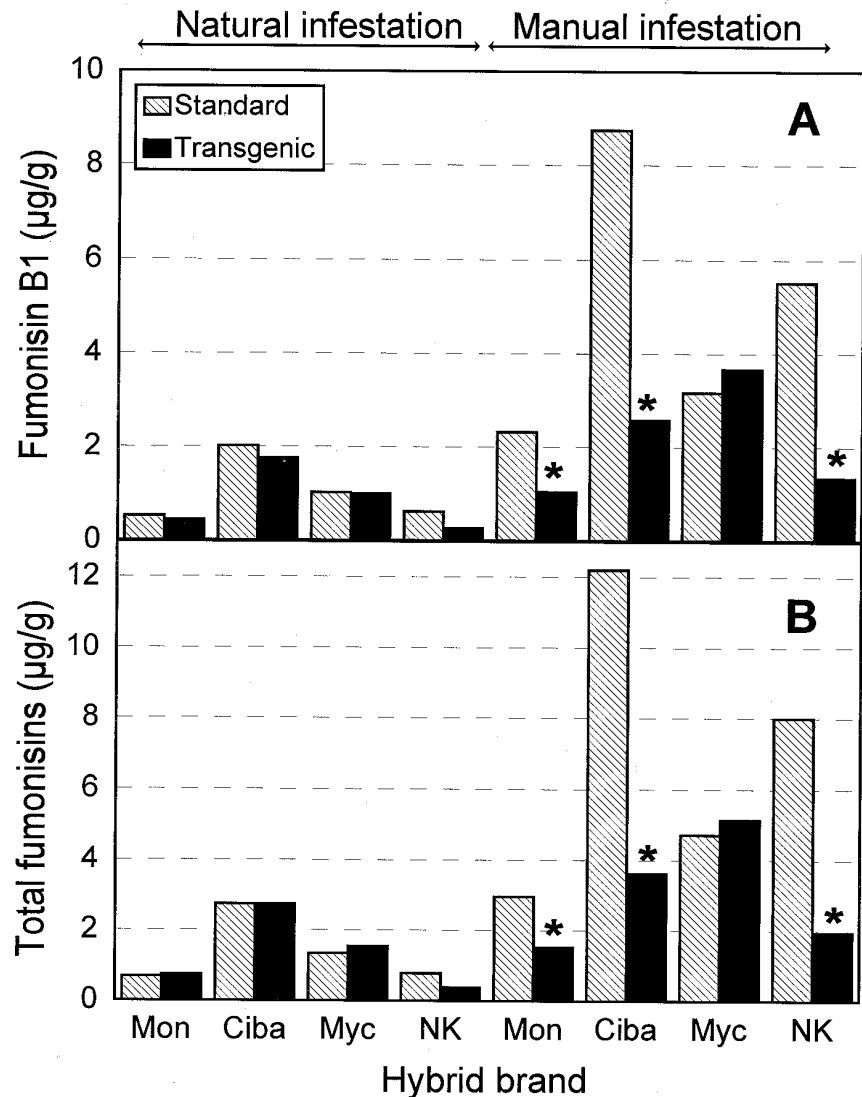 Natural infestation Manual infestation
10
Standard
Transgenic
A
8
6
4
2
0
Fumonisin B1 (µg/g)
* * *
12
B
10
8
6
4
2
0
Total fumonisins (µg/g)
* * *
Mon Ciba Myc NK Mon Ciba Myc NK
Hybrid brand